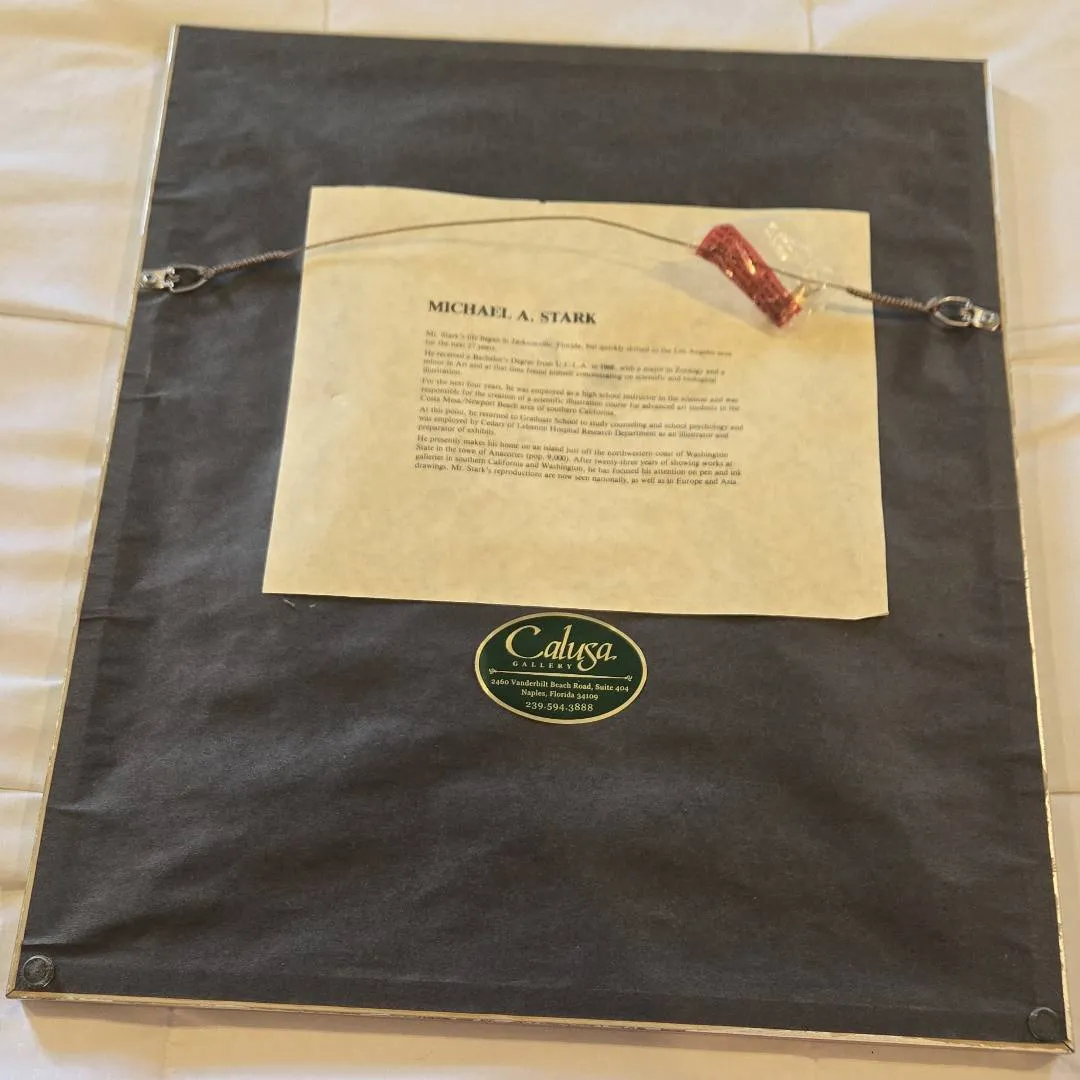 MICHAEL A. STARK
Mr. Stark's life began in Jacksonville, Florida, but quickly shifted to the Los Angeles area
for the next 27 years.
He received a Bachelor's Degree from U.C.L.A. in with a major in Zoology and a
minor in Art and at that time found himself concentrating on scientific and biological
illustration.
For the next four years, he was employed as a high school instructor in the sciences and was
responsible for the creation of a scientific illustration course for advanced art students in the
Costa Mesa/Newport Beach area of southern California.
At this point, he returned to Graduate School to study counseling and school psychology and
was employed by Cedars of Lebanon Hospital Research Department as an illustrator and
preparator of exhibits.
He presently makes his home on an island just off the northwestern coast of Washington
State in the town of Anacortes (pop. 9,000). After twenty-three years of showing works at
galleries in southern California and Washington, he has focused his attention on pen and ink
drawings. Mr. Stark's reproductions are now seen nationally, as well as in Europe and Asia.
Calusa
GALLERY
2460 Vanderbilt Beach Road, Suite 404
Naples, Florida 34109
239.594.3888